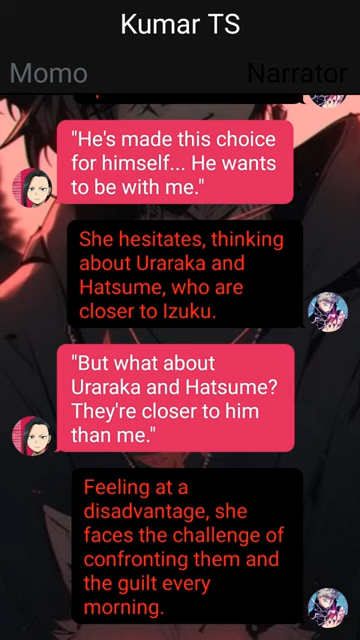 Kumar TS
Momo
Narrator
"He's made this choice
for himself... He wants
to be with me."
She hesitates, thinking
about Uraraka and
Hatsume, who are
closer to Izuku.
"But what about
Uraraka and Hatsume?
They're closer to him
than me."
Feeling at a
disadvantage, she
faces the challenge of
confronting them and
the guilt every
morning.